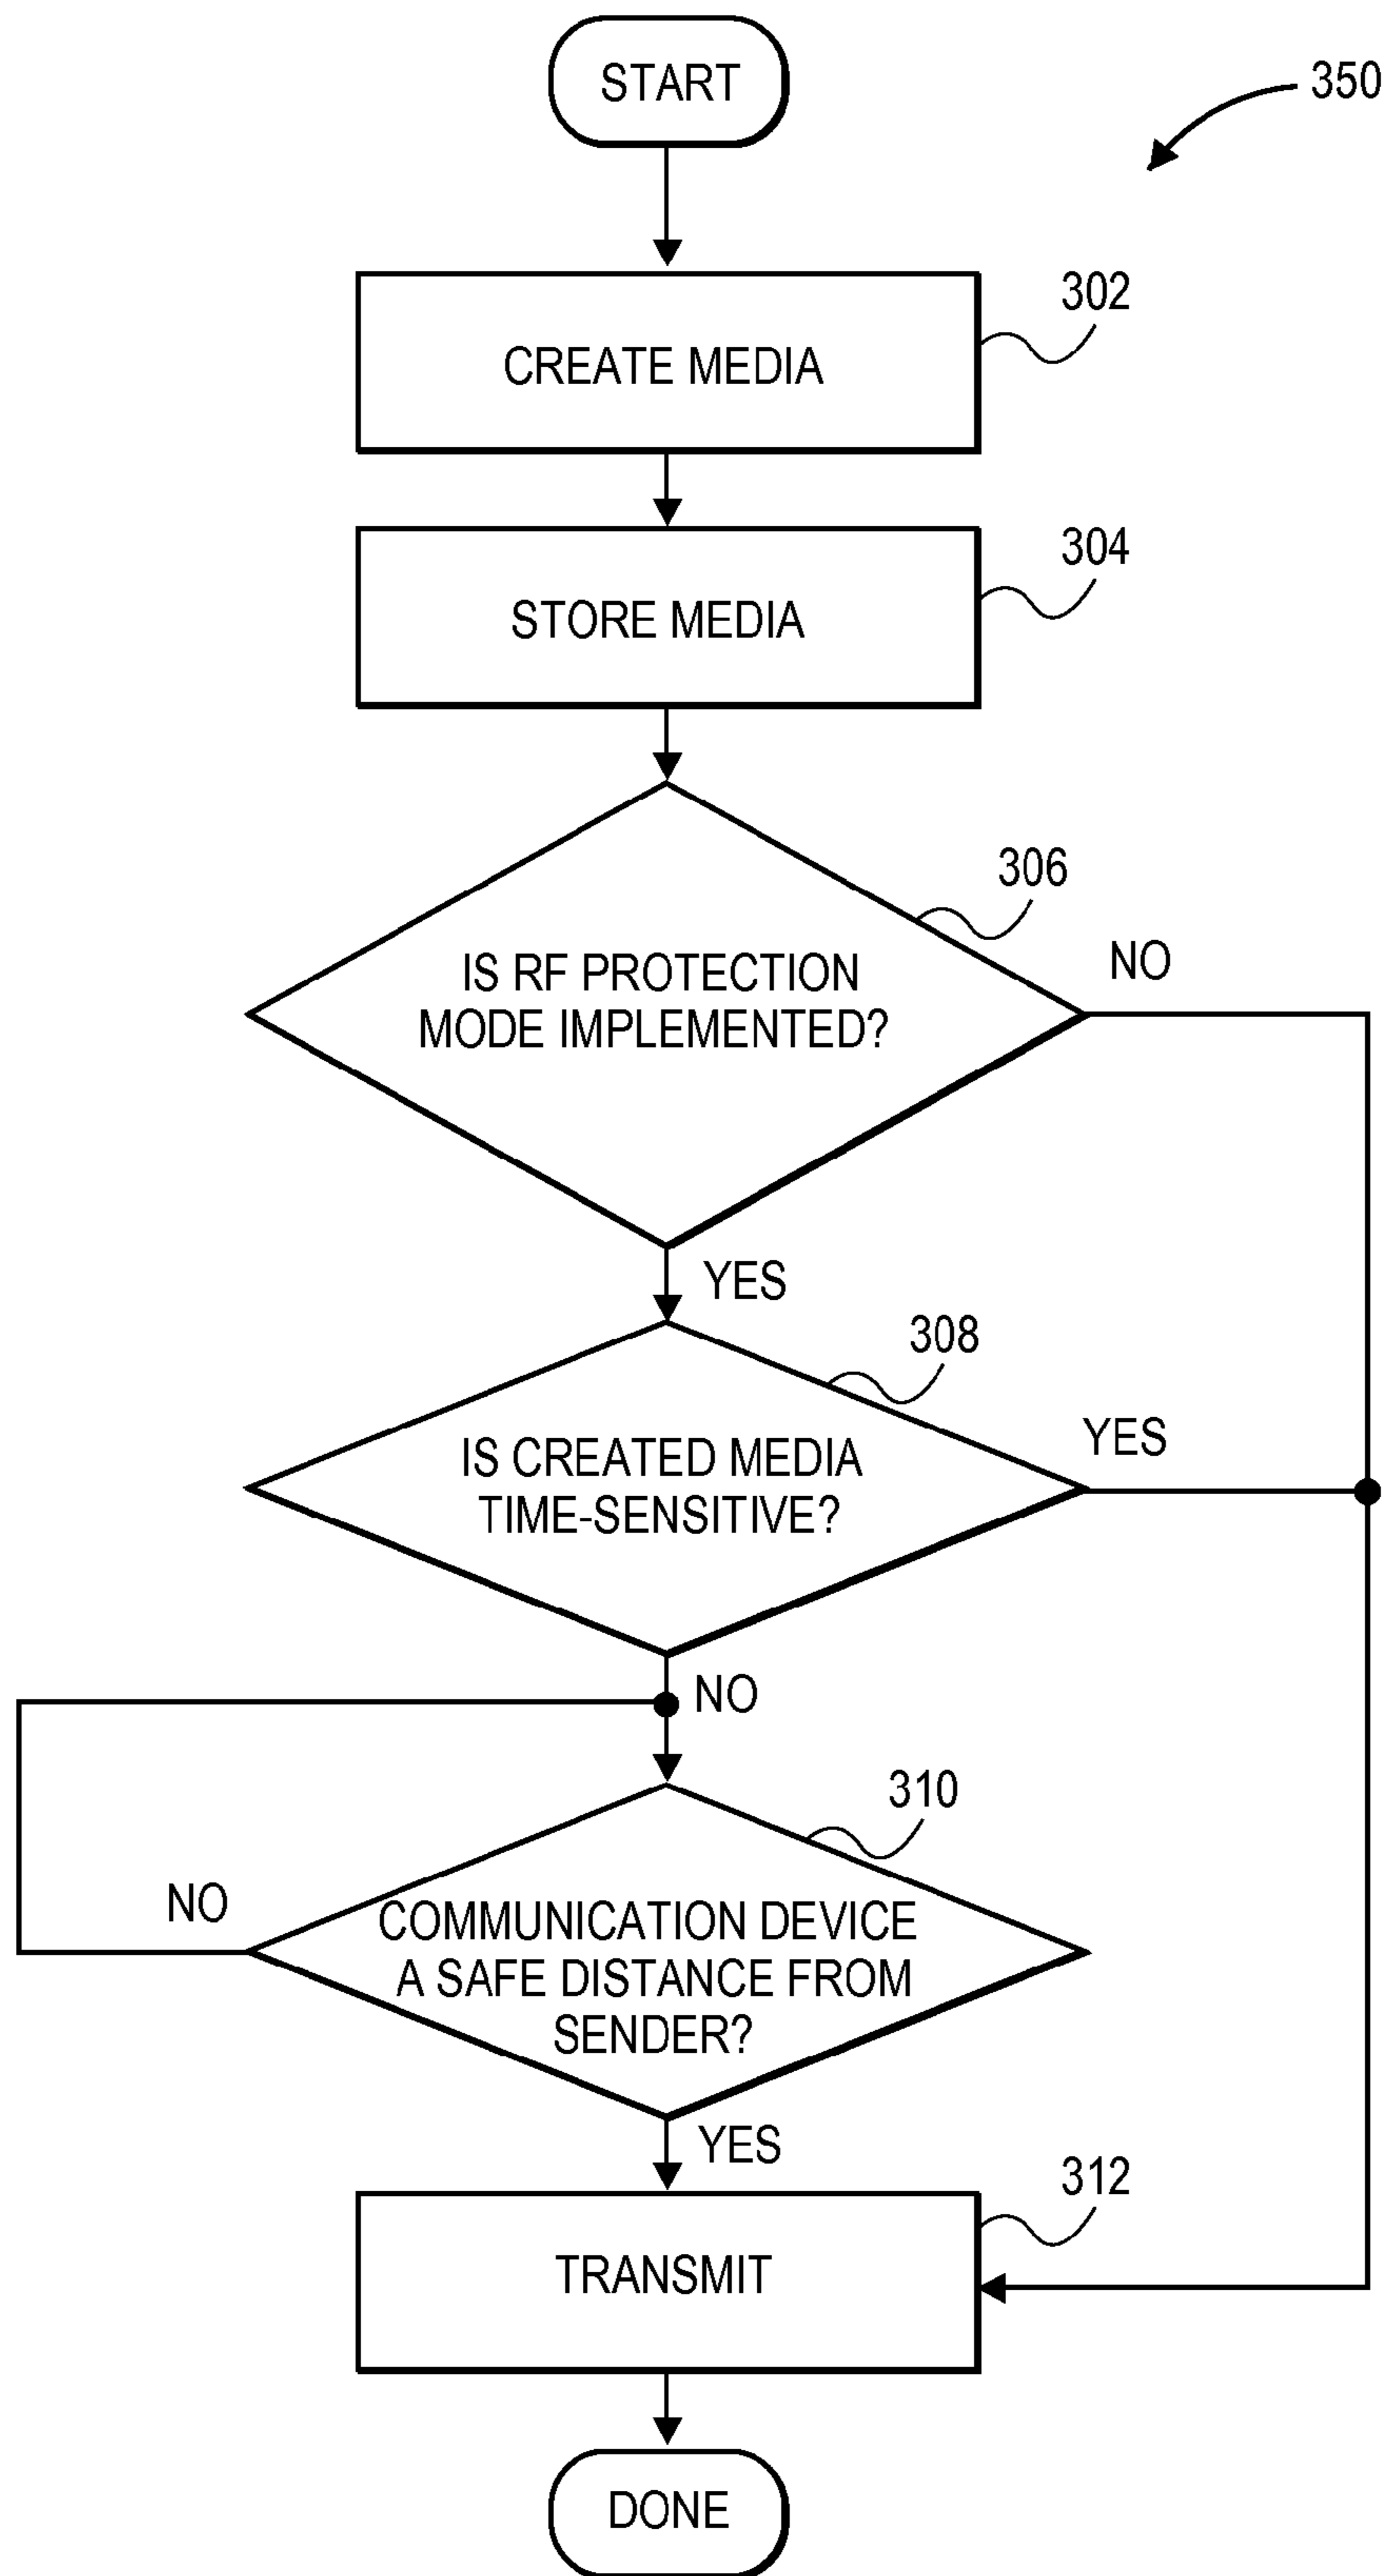 START
350
302
CREATE MEDIA
304
STORE MEDIA
306
NO
IS RF PROTECTION
MODE IMPLEMENTED?
YES
308
YES
IS CREATED MEDIA
TIME-SENSITIVE?
NO
310
NO
COMMUNICATION DEVICE
A SAFE DISTANCE FROM
SENDER?
YES
312
TRANSMIT
DONE